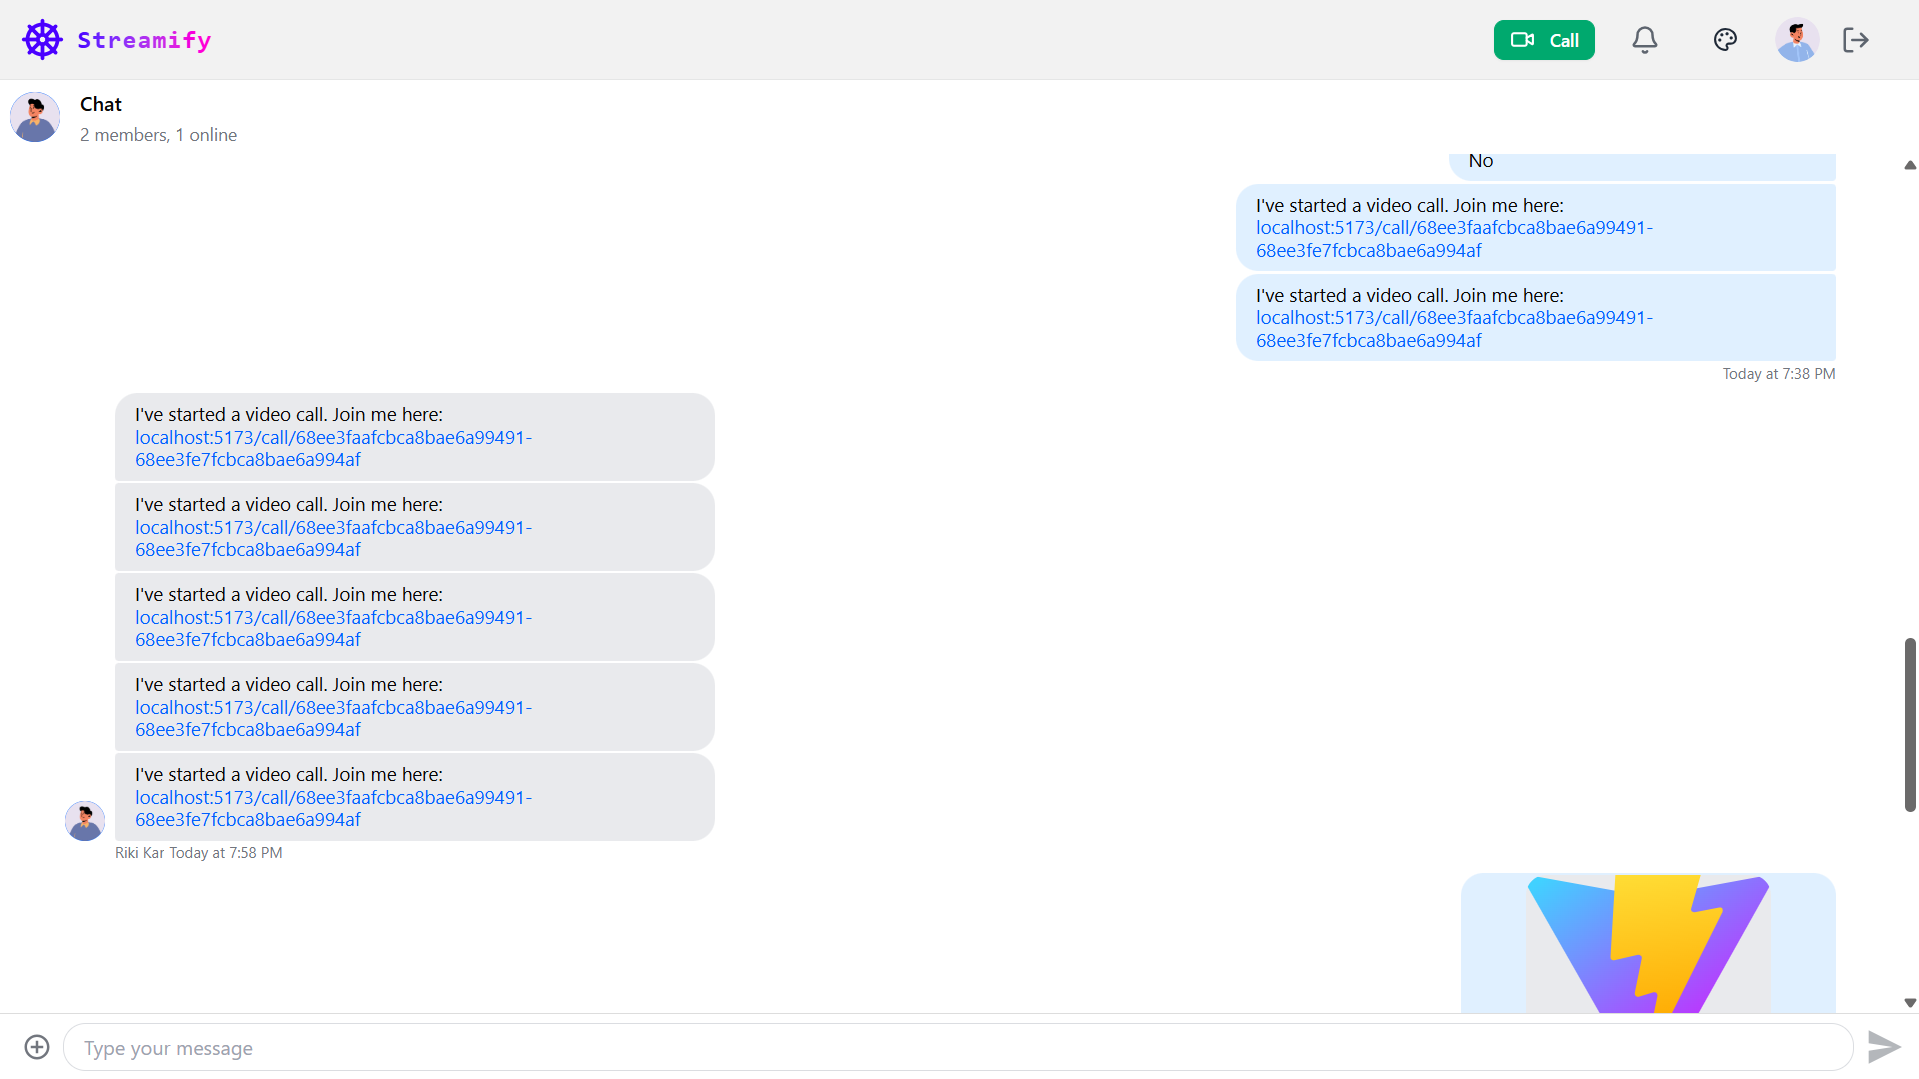 Streamify
Call
Chat
2 members, 1 online
No
I've started a video call. Join me here:
localhost:5173/call/68ee3faafcbca8bae6a99491-
68ee3fe7fcbca8bae6a994af
I've started a video call. Join me here:
localhost:5173/call/68ee3faafcbca8bae6a99491-
68ee3fe7fcbca8bae6a994af
Today at 7:38 PM
I've started a video call. Join me here:
localhost:5173/call/68ee3faafcbca8bae6a99491-
68ee3fe7fcbca8bae6a994af
I've started a video call. Join me here:
localhost:5173/call/68ee3faafcbca8bae6a99491-
68ee3fe7fcbca8bae6a994af
I've started a video call. Join me here:
localhost:5173/call/68ee3faafcbca8bae6a99491-
68ee3fe7fcbca8bae6a994af
I've started a video call. Join me here:
localhost:5173/call/68ee3faafcbca8bae6a99491-
68ee3fe7fcbca8bae6a994af
I've started a video call. Join me here:
localhost:5173/call/68ee3faafcbca8bae6a99491-
68ee3fe7fcbca8bae6a994af
Riki Kar Today at 7:58 PM
Type your message